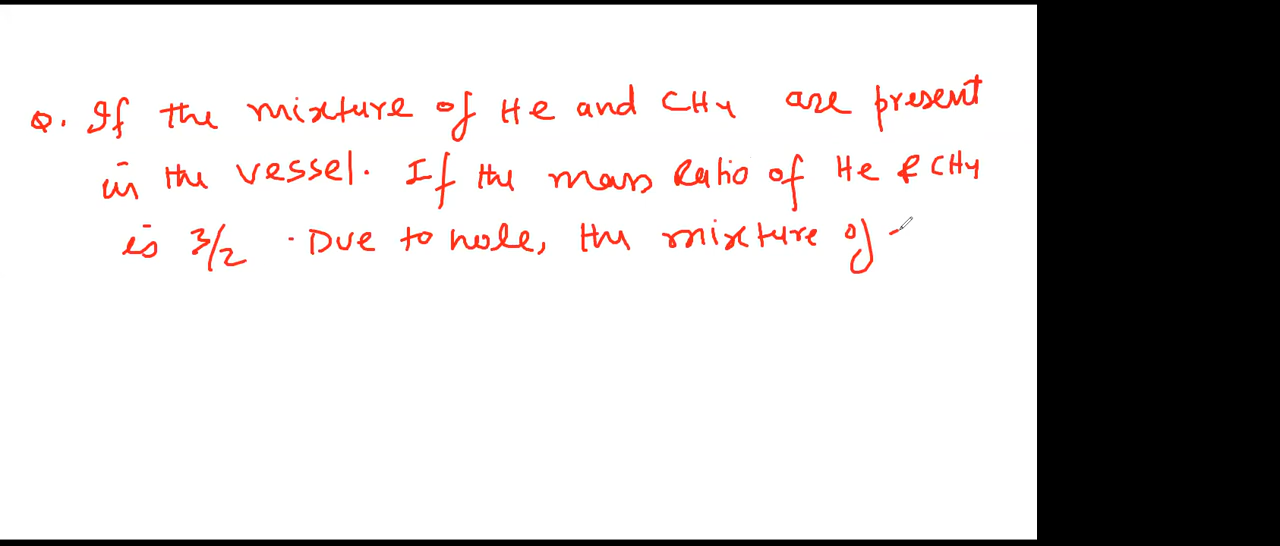 Q. If the mixture of He and CH4 are present
in the vessel. If the mass Ratio of He & CH4
is 3/2. Due to hole, the mixture of